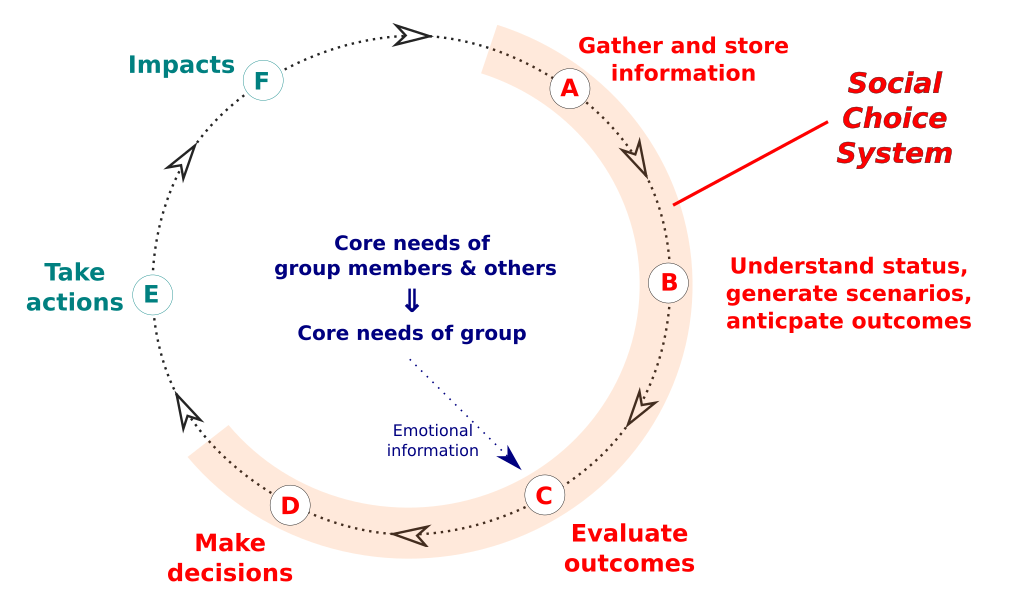 Impacts
F
Gather and store
information
A
Social
Choice
System
Core needs of
group members & others
⇓
Core needs of group
Understand status,
generate scenarios,
anticpate outcomes
B
Take
actions
E
Emotional
information
C
Evaluate
outcomes
D
Make
decisions